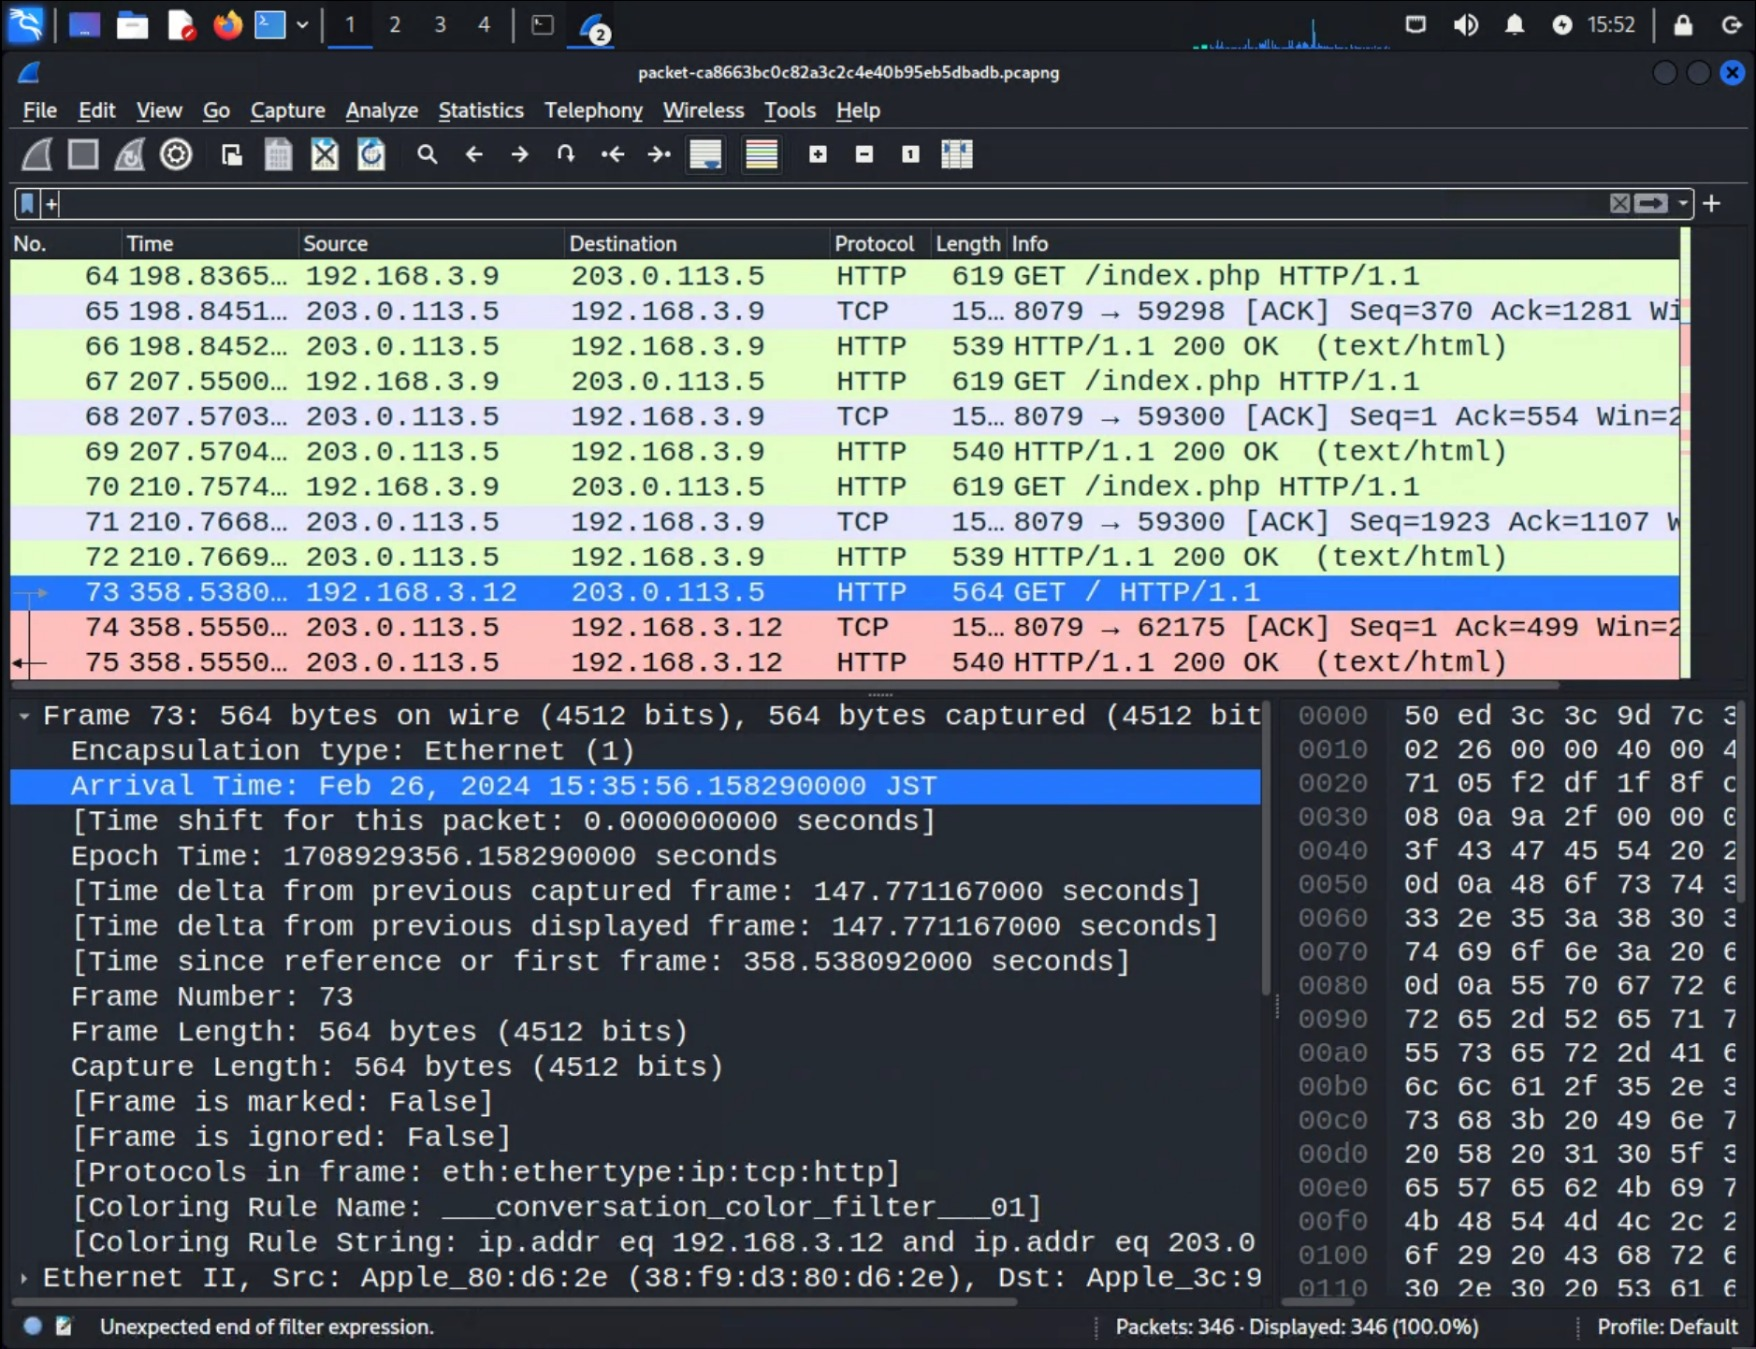 1 2 3 4 2 15:52
packet-ca8663bc0c82a3c2c4e40b95eb5dbadb.pcapng
File Edit View Go Capture Analyze Statistics Telephony Wireless Tools Help
+
No. Time Source Destination Protocol Length Info
64 198.8365… 192.168.3.9 203.0.113.5 HTTP 619 GET /index.php HTTP/1.1
65 198.8451… 203.0.113.5 192.168.3.9 TCP 15… 8079 → 59298 [ACK] Seq=370 Ack=1281 Wi
66 198.8452… 203.0.113.5 192.168.3.9 HTTP 539 HTTP/1.1 200 OK (text/html)
67 207.5500… 192.168.3.9 203.0.113.5 HTTP 619 GET /index.php HTTP/1.1
68 207.5703… 203.0.113.5 192.168.3.9 TCP 15… 8079 → 59300 [ACK] Seq=1 Ack=554 Win=2
69 207.5704… 203.0.113.5 192.168.3.9 HTTP 540 HTTP/1.1 200 OK (text/html)
70 210.7574… 192.168.3.9 203.0.113.5 HTTP 619 GET /index.php HTTP/1.1
71 210.7668… 203.0.113.5 192.168.3.9 TCP 15… 8079 → 59300 [ACK] Seq=1923 Ack=1107 W
72 210.7669… 203.0.113.5 192.168.3.9 HTTP 539 HTTP/1.1 200 OK (text/html)
73 358.5380… 192.168.3.12 203.0.113.5 HTTP 564 GET / HTTP/1.1
74 358.5550… 203.0.113.5 192.168.3.12 TCP 15… 8079 → 62175 [ACK] Seq=1 Ack=499 Win=2
75 358.5550… 203.0.113.5 192.168.3.12 HTTP 540 HTTP/1.1 200 OK (text/html)
Frame 73: 564 bytes on wire (4512 bits), 564 bytes captured (4512 bit
Encapsulation type: Ethernet (1)
Arrival Time: Feb 26, 2024 15:35:56.158290000 JST
[Time shift for this packet: 0.000000000 seconds]
Epoch Time: 1708929356.158290000 seconds
[Time delta from previous captured frame: 147.771167000 seconds]
[Time delta from previous displayed frame: 147.771167000 seconds]
[Time since reference or first frame: 358.538092000 seconds]
Frame Number: 73
Frame Length: 564 bytes (4512 bits)
Capture Length: 564 bytes (4512 bits)
[Frame is marked: False]
[Frame is ignored: False]
[Protocols in frame: eth:ethertype:ip:tcp:http]
[Coloring Rule Name: ___conversation_color_filter___01]
[Coloring Rule String: ip.addr eq 192.168.3.12 and ip.addr eq 203.0
Ethernet II, Src: Apple_80:d6:2e (38:f9:d3:80:d6:2e), Dst: Apple_3c:9
0000 50 ed 3c 3c 9d 7c 3
0010 02 26 00 00 40 00 4
0020 71 05 f2 df 1f 8f
0030 08 0a 9a 2f 00 00 0
0040 3f 43 47 45 54 20 2
0050 0d 0a 48 6f 73 74 3
0060 33 2e 35 3a 38 30 3
0070 74 69 6f 6e 3a 20 6
0080 0d 0a 55 70 67 72 6
0090 72 65 2d 52 65 71 7
00a0 55 73 65 72 2d 41 6
00b0 6c 6c 61 2f 35 2e 3
00c0 73 68 3b 20 49 6e 7
00d0 20 58 20 31 30 5f 3
00e0 65 57 65 62 4b 69 7
00f0 4b 48 54 4d 4c 2c 2
0100 6f 29 20 43 68 72 6
0110 30 2e 30 20 53 61 6
Unexpected end of filter expression. Packets: 346 · Displayed: 346 (100.0%) Profile: Default